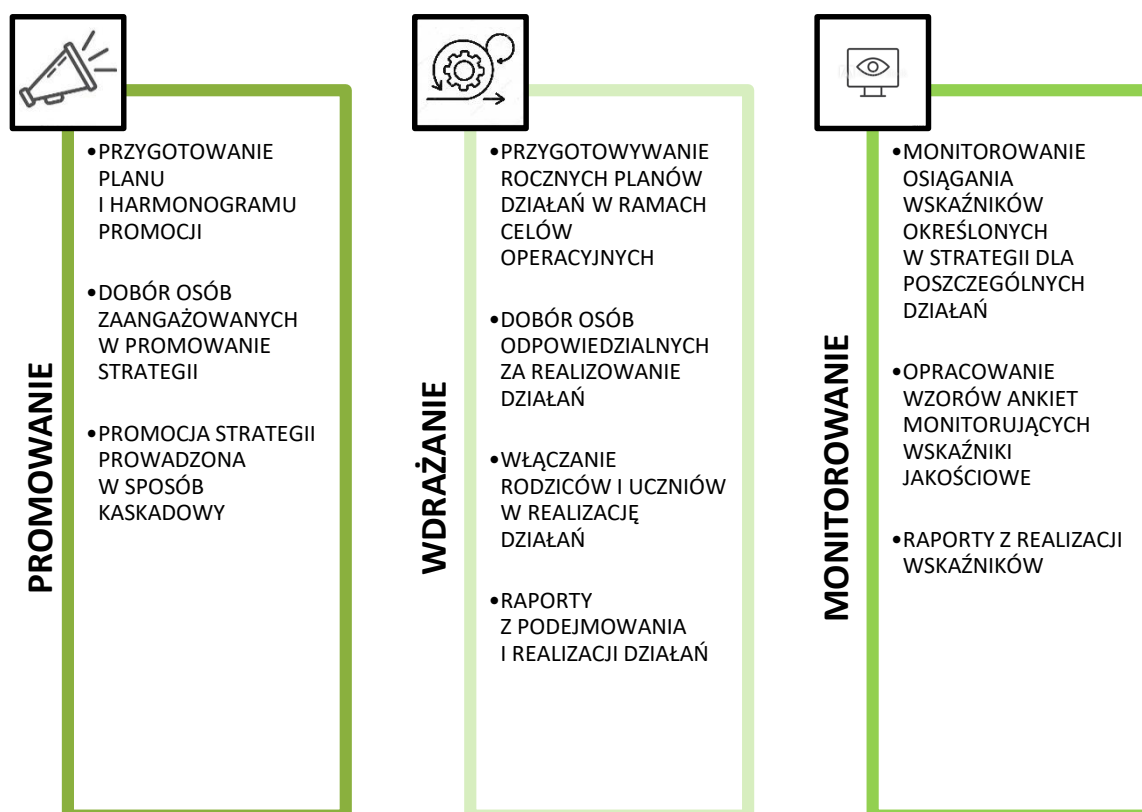 PROMOWANIE
•PRZYGOTOWANIE
PLANU
I HARMONOGRAMU
PROMOCJI
•DOBÓR OSÓB
ZAANGAŻOWANYCH
W PROMOWANIE
STRATEGII
•PROMOCJA STRATEGII
PROWADZONA
W SPOSÓB
KASKADOWY
WDRAŻANIE
•PRZYGOTOWYWANIE
ROCZNYCH PLANÓW
DZIAŁAŃ W RAMACH
CELÓW
OPERACYJNYCH
•DOBÓR OSÓB
ODPOWIEDZIALNYCH
ZA REALIZOWANIE
DZIAŁAŃ
•WŁĄCZANIE
RODZICÓW I UCZNIÓW
W REALIZACJĘ
DZIAŁAŃ
•RAPORTY
Z PODEJMOWANIA
I REALIZACJI DZIAŁAŃ
MONITOROWANIE
•MONITOROWANIE
OSIĄGANIA
WSKAŹNIKÓW
OKREŚLONYCH
W STRATEGII DLA
POSZCZEGÓLNYCH
DZIAŁAŃ
•OPRACOWANIE
WZORÓW ANKIET
MONITORUJĄCYCH
WSKAŹNIKI
JAKOŚCIOWE
•RAPORTY Z REALIZACJI
WSKAŹNIKÓW